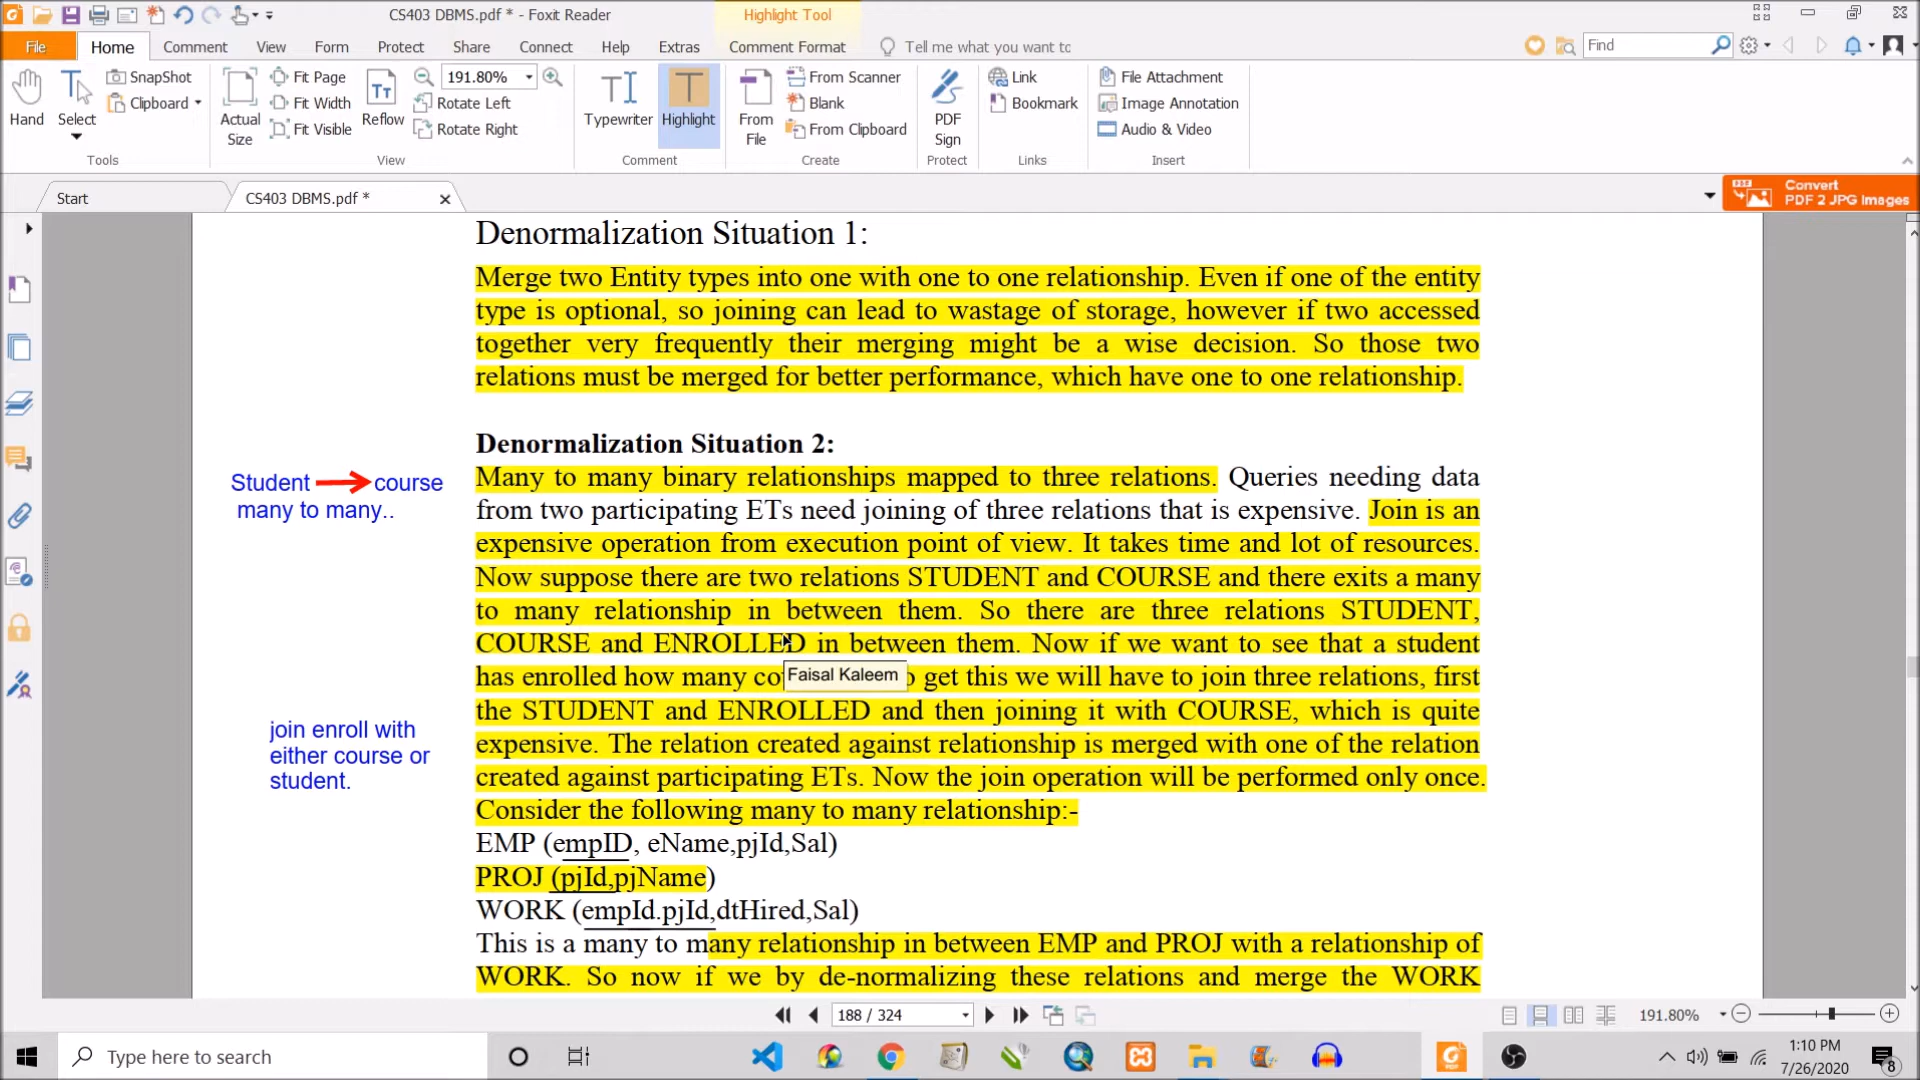 CS403 DBMS.pdf * - Foxit Reader
Highlight Tool
File
Home
Comment
View
Form
Protect
Share
Connect
Help
Extras
Comment Format
Tell me what you want to
Find
Hand
Select
SnapShot
Clipboard
Tools
Actual Size
Fit Page
Fit Width
Fit Visible
Reflow
191.80%
Rotate Left
Rotate Right
View
Typewriter
Highlight
Comment
From File
From Scanner
Blank
From Clipboard
Create
PDF Sign
Protect
Link
Bookmark
Links
File Attachment
Image Annotation
Audio & Video
Insert
Start
CS403 DBMS.pdf *
Convert
PDF 2 JPG Images
Denormalization Situation 1:
Merge two Entity types into one with one to one relationship. Even if one of the entity
type is optional, so joining can lead to wastage of storage, however if two accessed
together very frequently their merging might be a wise decision. So those two
relations must be merged for better performance, which have one to one relationship.
Denormalization Situation 2:
Many to many binary relationships mapped to three relations. Queries needing data
from two participating ETs need joining of three relations that is expensive. Join is an
expensive operation from execution point of view. It takes time and lot of resources.
Now suppose there are two relations STUDENT and COURSE and there exits a many
to many relationship in between them. So there are three relations STUDENT,
COURSE and ENROLLED in between them. Now if we want to see that a student
has enrolled how many co
Faisal Kaleem
o get this we will have to join three relations, first
the STUDENT and ENROLLED and then joining it with COURSE, which is quite
expensive. The relation created against relationship is merged with one of the relation
created against participating ETs. Now the join operation will be performed only once.
Consider the following many to many relationship:-
EMP (empID, eName,pjId,Sal)
PROJ (pjId,pjName)
WORK (empId.pjId,dtHired,Sal)
This is a many to many relationship in between EMP and PROJ with a relationship of
WORK. So now if we by de-normalizing these relations and merge the WORK
Student course
many to many..
join enroll with
either course or
student.
188 / 324
191.80%
Type here to search
1:10 PM
7/26/2020
8